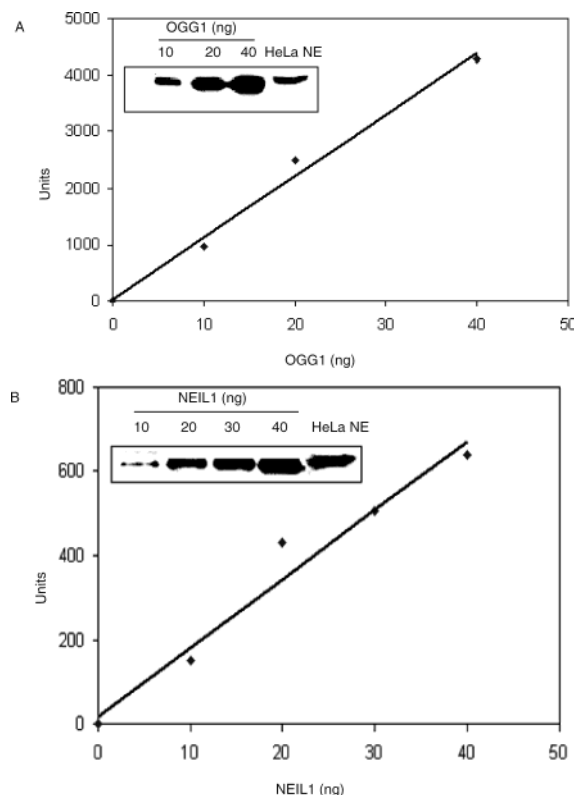 A
OGG1 (ng)
10 20 40 HeLa NE
5000
4000
3000
2000
1000
0
Units
0 10 20 30 40 50
OGG1 (ng)
B
NEIL1 (ng)
10 20 30 40 HeLa NE
800
600
400
200
0
Units
0 10 20 30 40 50
NEIL1 (ng)